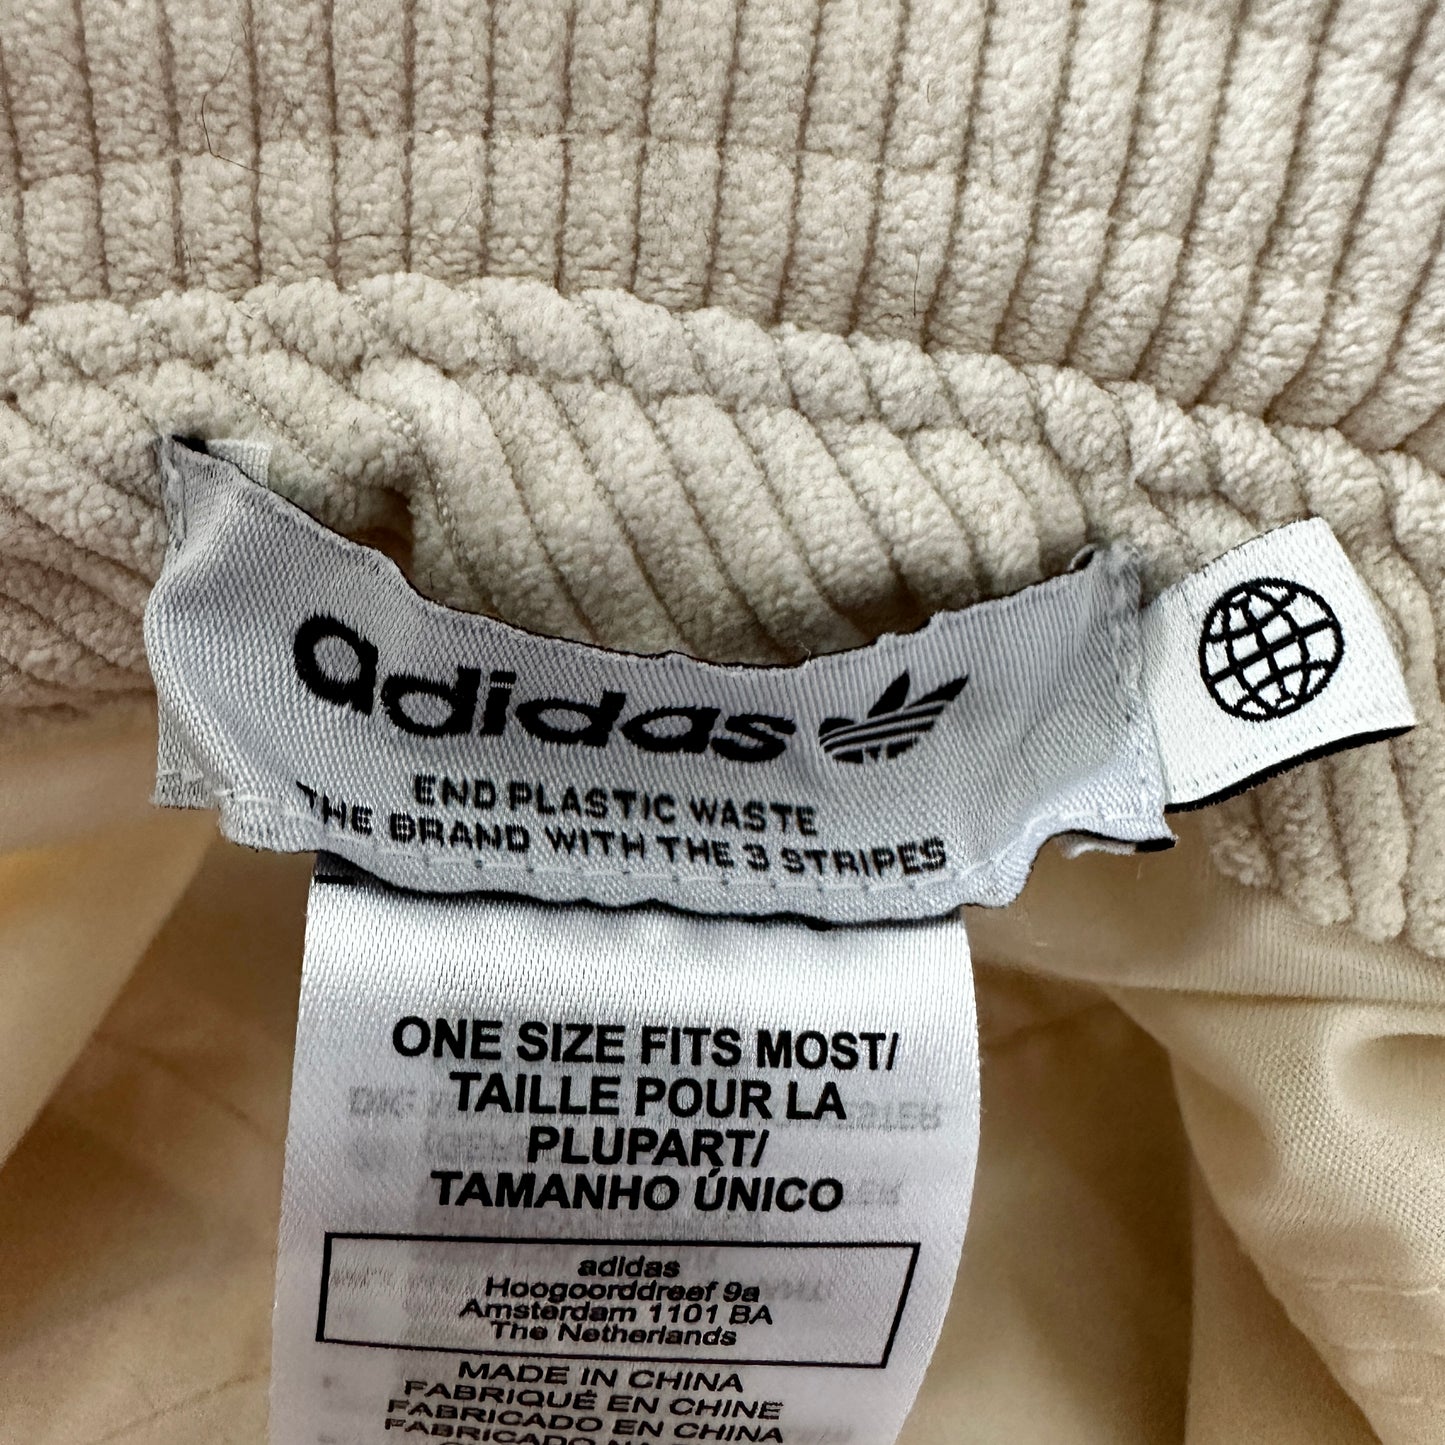 adidas
END PLASTIC WASTE
THE BRAND WITH THE 3 STRIPES
ONE SIZE FITS MOST/
TAILLE POUR LA
PLUPART/
TAMANHO ÚNICO
adidas
Hoogoorddreef 9a
Amsterdam 1101 BA
The Netherlands
MADE IN CHINA
FABRIQUÉ EN CHINE
FABRICADO EN CHINA
FABRICADO